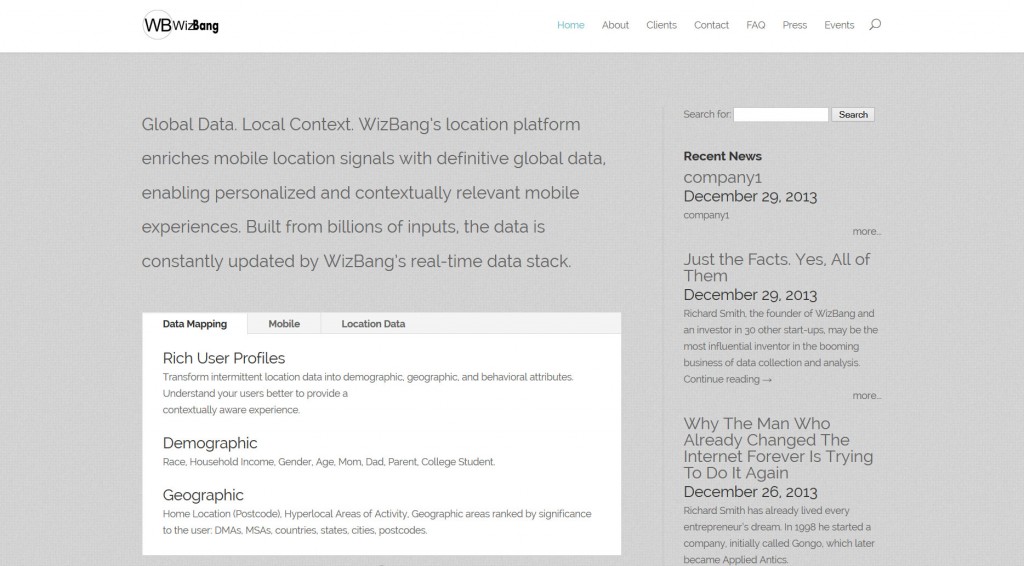 WB WizBang
Home About Clients Contact FAQ Press Events
Global Data. Local Context. WizBang's location platform
enriches mobile location signals with definitive global data,
enabling personalized and contextually relevant mobile
experiences. Built from billions of inputs, the data is
constantly updated by WizBang's real-time data stack.
Data Mapping Mobile Location Data
Rich User Profiles
Transform intermittent location data into demographic, geographic, and behavioral attributes.
Understand your users better to provide a
contextually aware experience.
Demographic
Race, Household Income, Gender, Age, Mom, Dad, Parent, College Student.
Geographic
Home Location (Postcode), Hyperlocal Areas of Activity, Geographic areas ranked by significance
to the user: DMAs, MSAs, countries, states, cities, postcodes.
Search for: Search
Recent News
company1
December 29, 2013
company1
more…
Just the Facts. Yes, All of
Them
December 29, 2013
Richard Smith, the founder of WizBang and
an investor in 30 other start-ups, may be the
most influential inventor in the booming
business of data collection and analysis.
Continue reading →
more…
Why The Man Who
Already Changed The
Internet Forever Is Trying
To Do It Again
December 26, 2013
Richard Smith has already lived every
entrepreneur's dream. In 1998 he started a
company, initially called Gongo, which later
became Applied Antics.